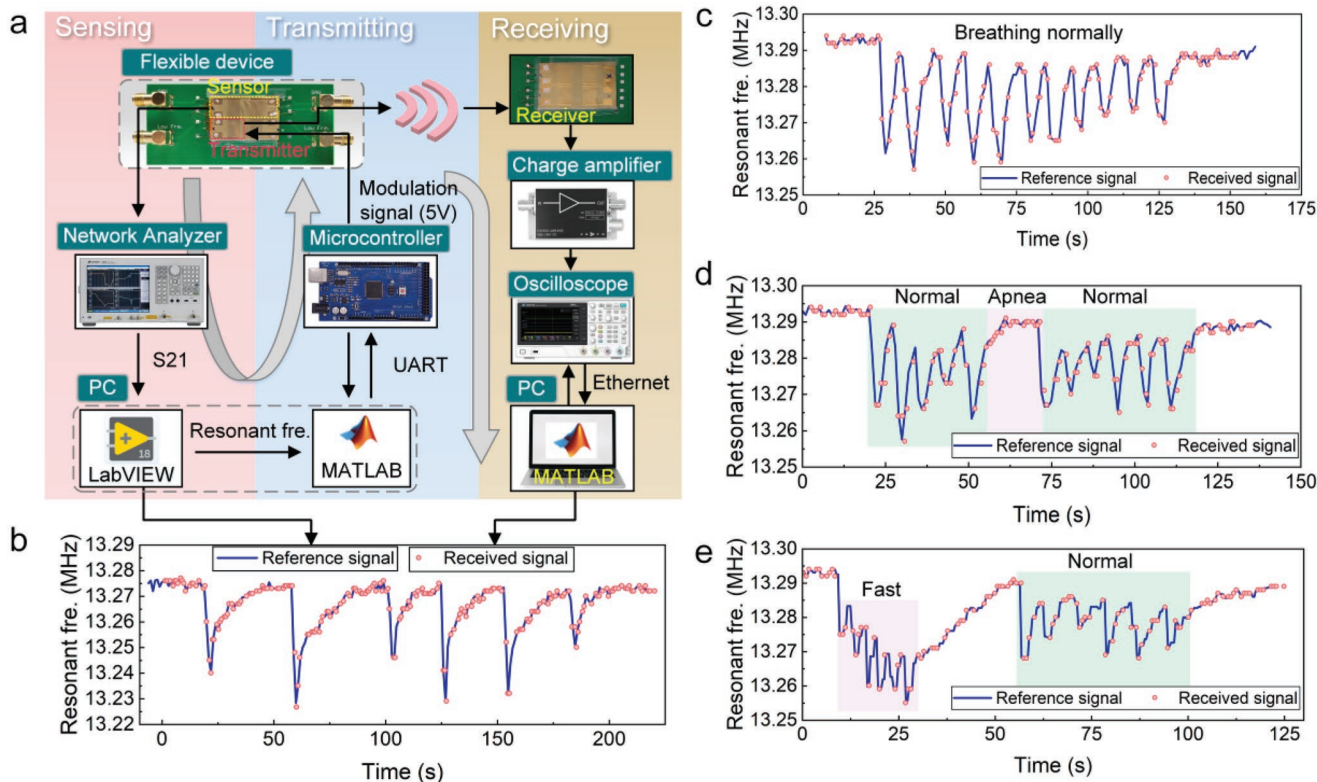 a
Sensing
Transmitting
Receiving
Flexible device
Sensor
Low Fre.
Low Fre.
Transmitter
Receiver
Charge amplifier
Modulation
signal (5V)
Network Analyzer
Microcontroller
Oscilloscope
S21
UART
Ethernet
PC
PC
Resonant fre.
18
LabVIEW
MATLAB
MATLAB
b
Resonant fre. (MHz)
13.29
13.28
13.27
13.26
13.25
13.24
13.23
13.22
Reference signal
Received signal
0
50
100
150
200
Time (s)
c
Resonant fre. (MHz)
13.30
13.29
13.28
13.27
13.26
13.25
Breathing normally
Reference signal
Received signal
0
25
50
75
100
125
150
175
Time (s)
d
Resonant fre. (MHz)
13.30
13.29
13.28
13.27
13.26
13.25
Normal
Apnea
Normal
Reference signal
Received signal
0
25
50
75
100
125
150
Time (s)
e
Resonant fre. (MHz)
13.30
13.29
13.28
13.27
13.26
13.25
Fast
Normal
Reference signal
Received signal
0
25
50
75
100
125
Time (s)